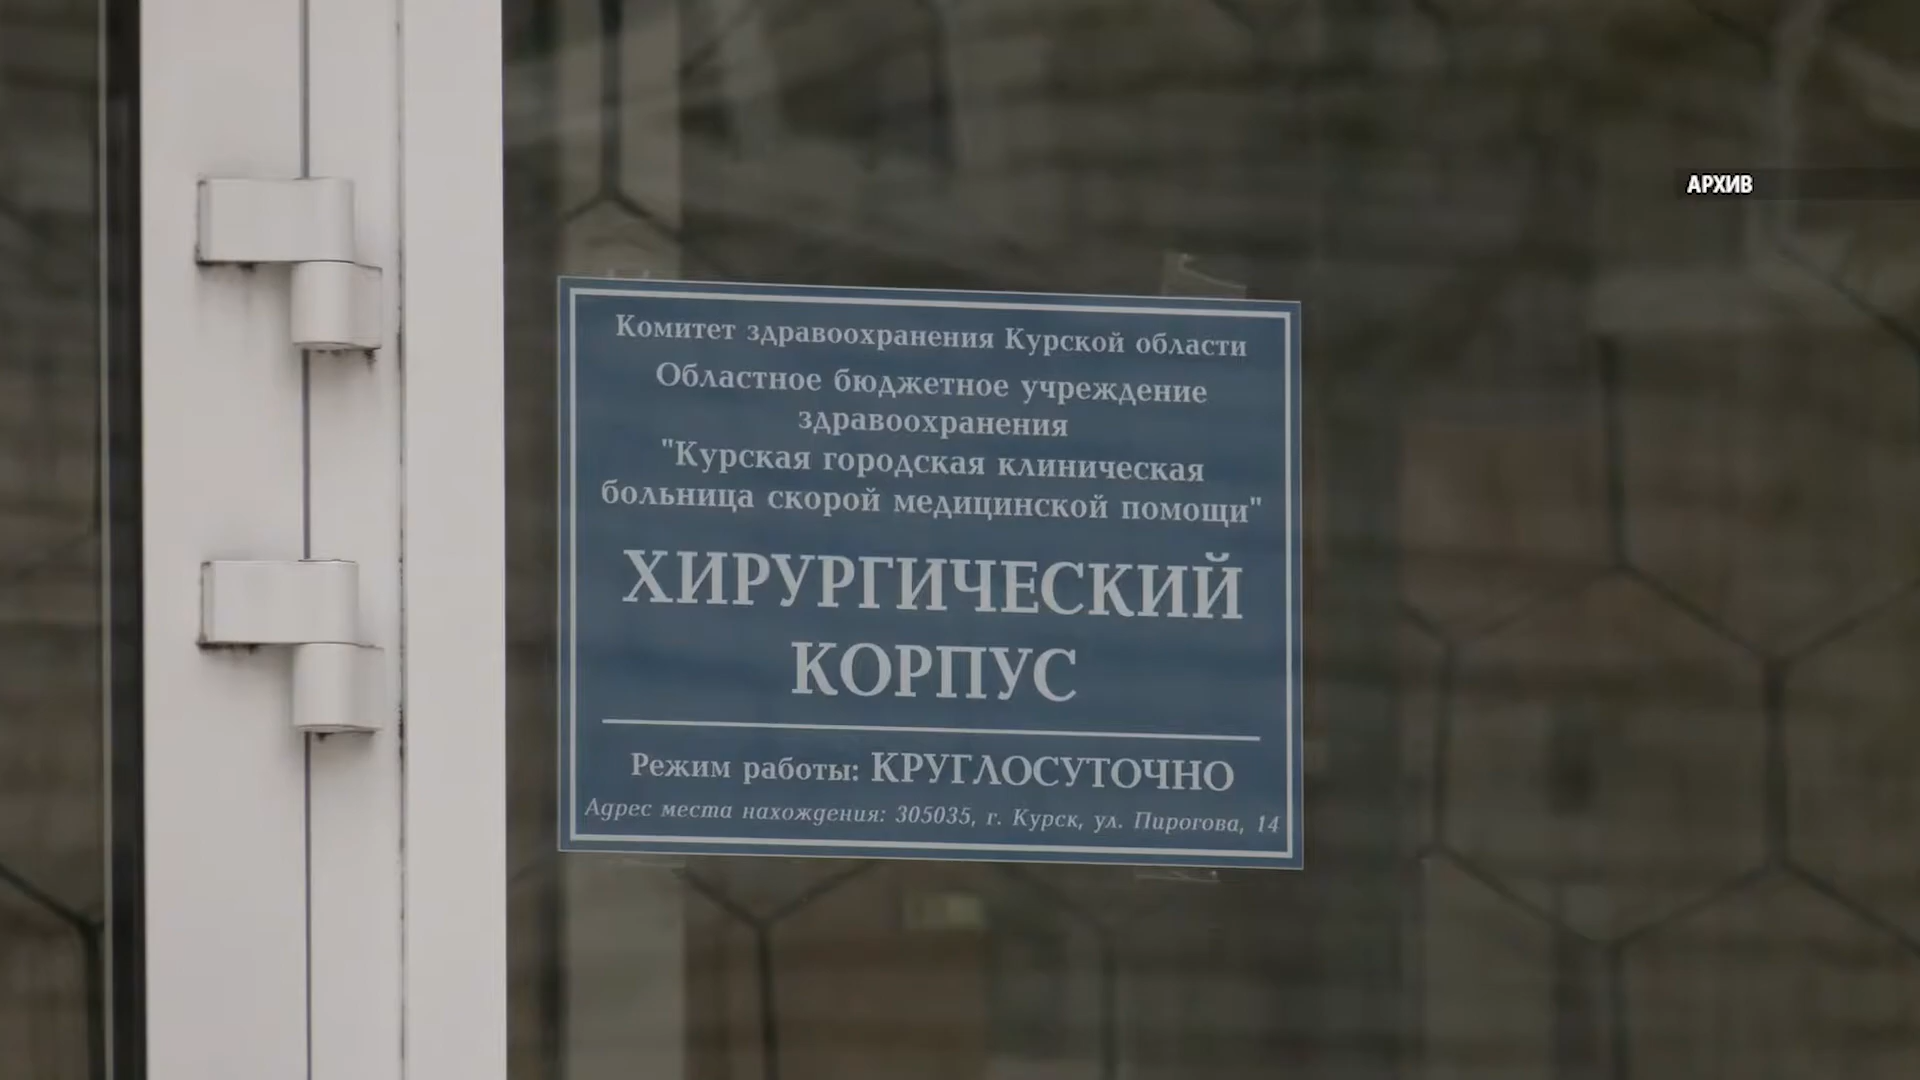 АРХИВ
Комитет здравоохранения Курской области
Областное бюджетное учреждение
здравоохранения
"Курская городская клиническая
больница скорой медицинской помощи"
ХИРУРГИЧЕСКИЙ
КОРПУС
Режим работы: КРУГЛОСУТОЧНО
Адрес места нахождения: 305035, г. Курск, ул. Пирогова, 14